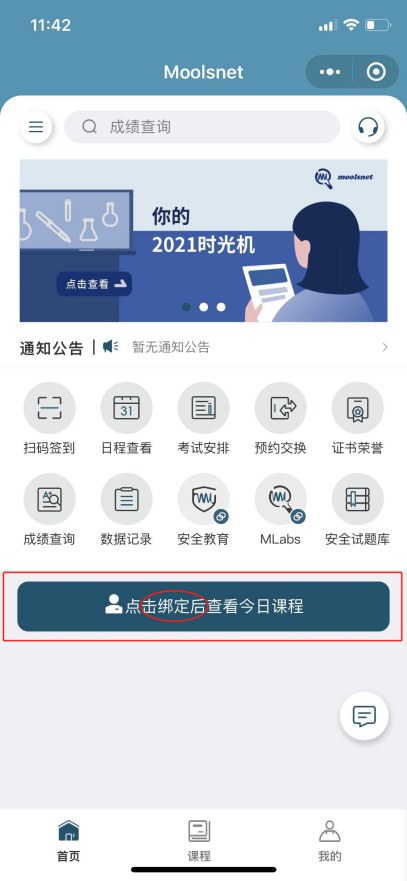 11:42
Moolsnet
成绩查询
moolsnet
你的
2021时光机
点击查看
通知公告 | 暂无通知公告
31
扫码签到 日程查看 考试安排 预约交换 证书荣誉
成绩查询 数据记录 安全教育 MLabs 安全试题库
点击绑定后查看今日课程
首页 课程 我的